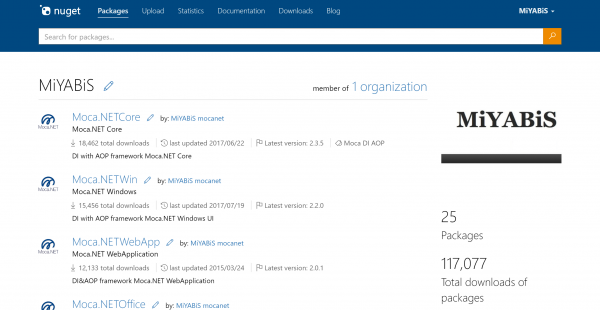 nuget Packages Upload Statistics Documentation Downloads Blog MiYABiS
Search for packages...
MiYABiS member of 1 organization
MiYABiS
Moca.NETCore by: MiYABiS mocanet
Moca.NET
Moca.NET Core
18,462 total downloads last updated 2017/06/22 Latest version: 2.3.5 Moca DI AOP
DI with AOP framework Moca.NET Core
Moca.NETWin by: MiYABiS mocanet
Moca.NET
Moca.NET Windows
15,456 total downloads last updated 2017/07/19 Latest version: 2.2.0
DI with AOP framework Moca.NET Windows UI
25
Packages
Moca.NETWebApp by: MiYABiS mocanet
Moca.NET
Moca.NET WebApplication
12,133 total downloads last updated 2015/03/24 Latest version: 2.0.1
DI&AOP framework Moca.NET WebApplication
117,077
Total downloads of
packages
Moca.NETOffice by: MiYABiS mocanet